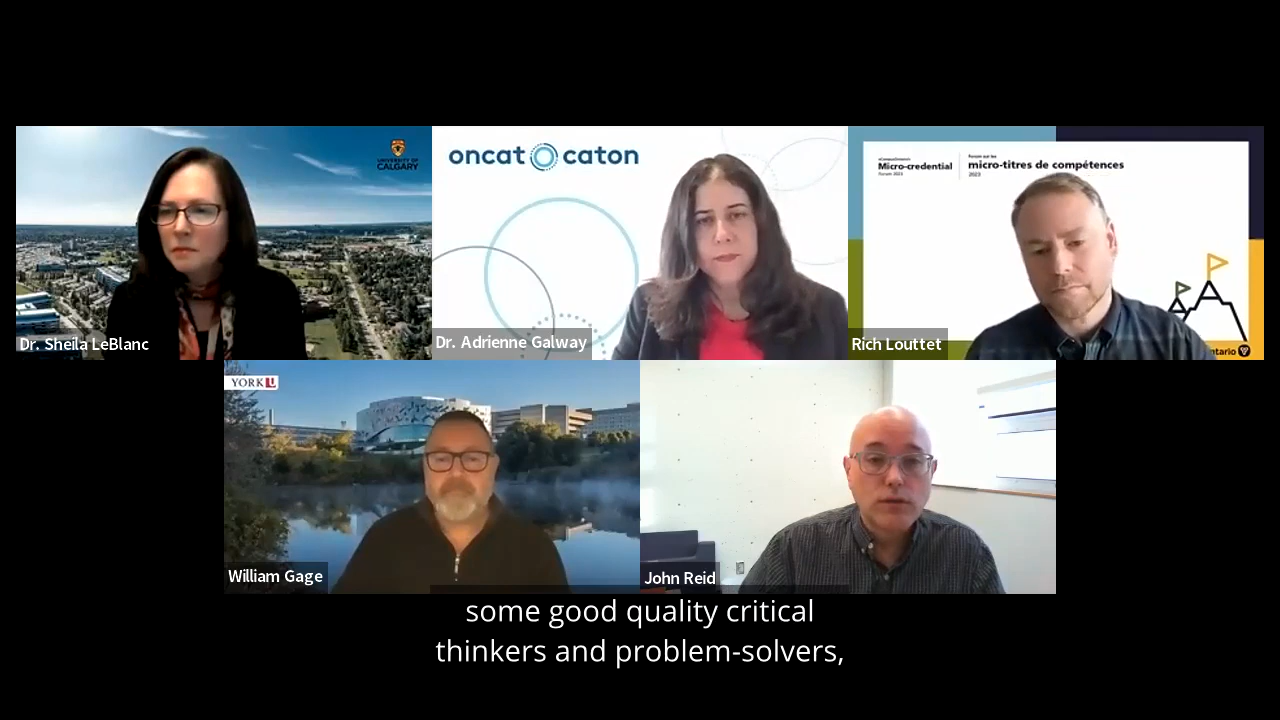 UNIVERSITY OF
CALGARY
Dr. Sheila LeBlanc
oncat caton
Dr. Adrienne Galway
Micro-credential
Forum 2023
Forum sur les
micro-titres de compétences
2023
Rich Louttet
ntario
YORK U
William Gage
John Reid
some good quality critical
thinkers and problem-solvers,